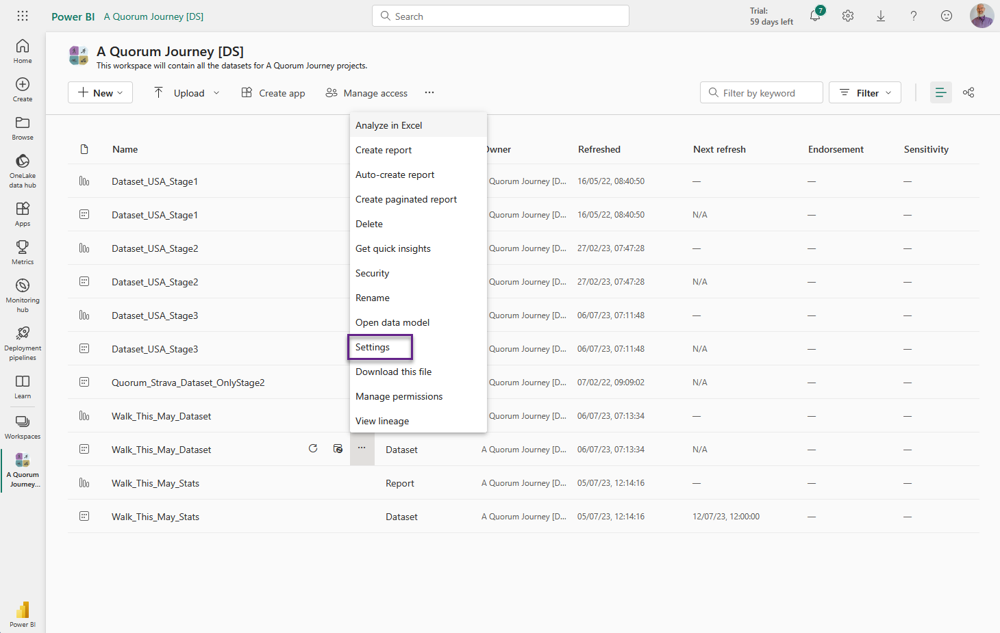 Power BI A Quorum Journey [DS]
Search
Trial:
59 days left
7
Home
Create
Browse
OneLake
data hub
Apps
Metrics
Monitoring
hub
Deployment
pipelines
Learn
Workspaces
A Quorum
Journey...
Power BI
A Quorum Journey [DS]
This workspace will contain all the datasets for A Quorum Journey projects.
New Upload Create app Manage access ...
Filter by keyword Filter
Analyze in Excel
Create report
Auto-create report
Create paginated report
Delete
Get quick insights
Security
Rename
Open data model
Settings
Download this file
Manage permissions
View lineage
Name Owner Refreshed Next refresh Endorsement Sensitivity
Dataset_USA_Stage1 Quorum Journey [D... 16/05/22, 08:40:50 — — —
Dataset_USA_Stage1 Quorum Journey [D... 16/05/22, 08:40:50 N/A — —
Dataset_USA_Stage2 Quorum Journey [D... 27/02/23, 07:47:28 — — —
Dataset_USA_Stage2 Quorum Journey [D... 27/02/23, 07:47:28 N/A — —
Dataset_USA_Stage3 Quorum Journey [D... 06/07/23, 07:11:48 — — —
Dataset_USA_Stage3 Quorum Journey [D... 06/07/23, 07:11:48 N/A — —
Quorum_Strava_Dataset_OnlyStage2 Quorum Journey [D... 07/02/22, 09:09:02 N/A — —
Walk_This_May_Dataset Quorum Journey [D... 06/07/23, 07:13:34 — — —
Walk_This_May_Dataset ... Dataset A Quorum Journey [D... 06/07/23, 07:13:34 N/A — —
Walk_This_May_Stats Report A Quorum Journey [D... 05/07/23, 12:14:16 — — —
Walk_This_May_Stats Dataset A Quorum Journey [D... 05/07/23, 12:14:16 12/07/23, 12:00:00 — —